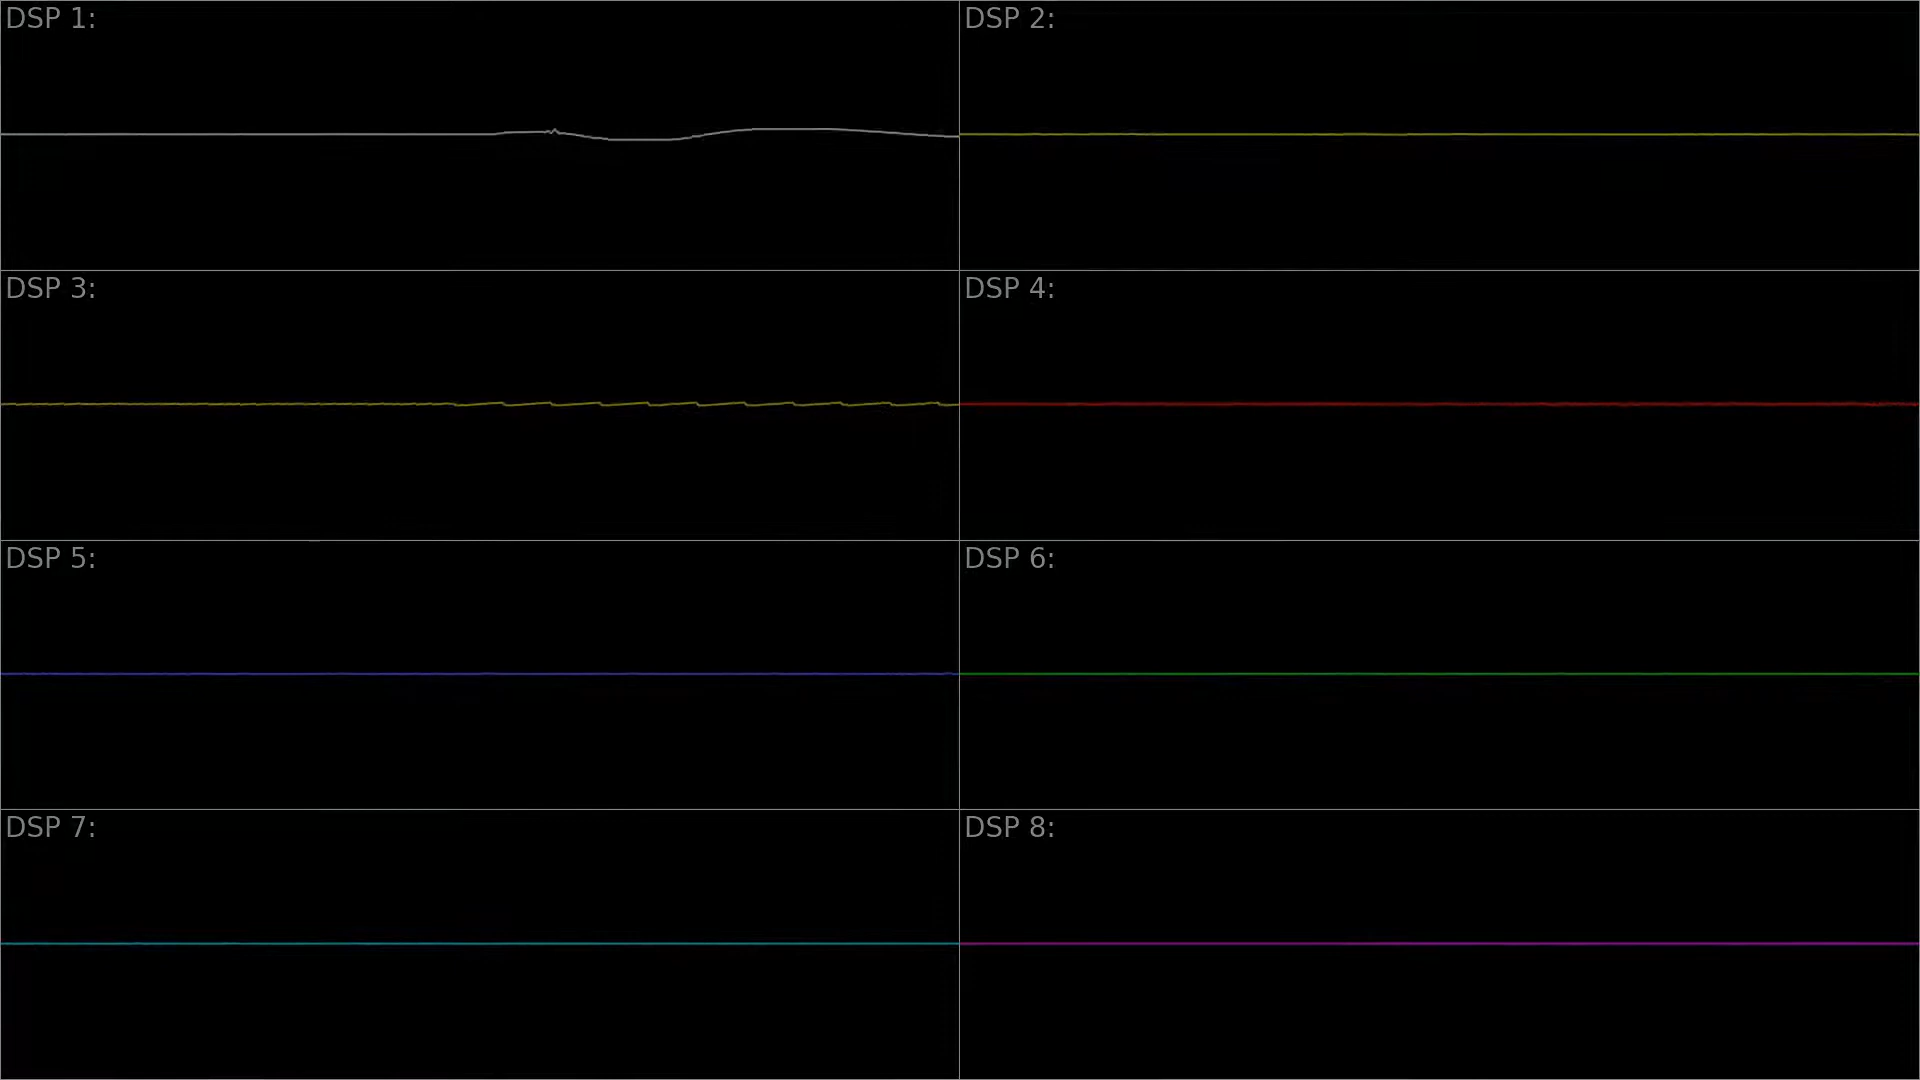 DSP 1:
DSP 2:
DSP 3:
DSP 4:
DSP 5:
DSP 6:
DSP 7:
DSP 8: